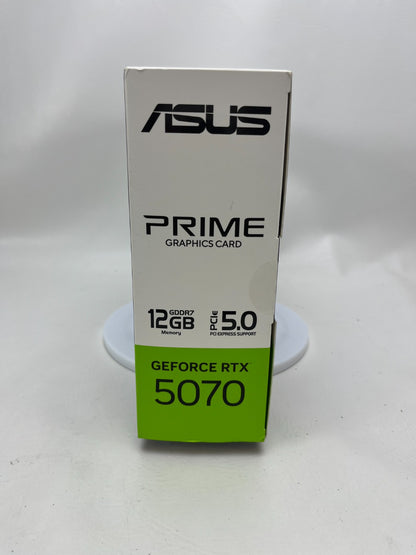 ASUS
PRIME
GRAPHICS CARD
12GB GDDR7
Memory
PCIe 5.0
PCI EXPRESS SUPPORT
GEFORCE RTX
5070